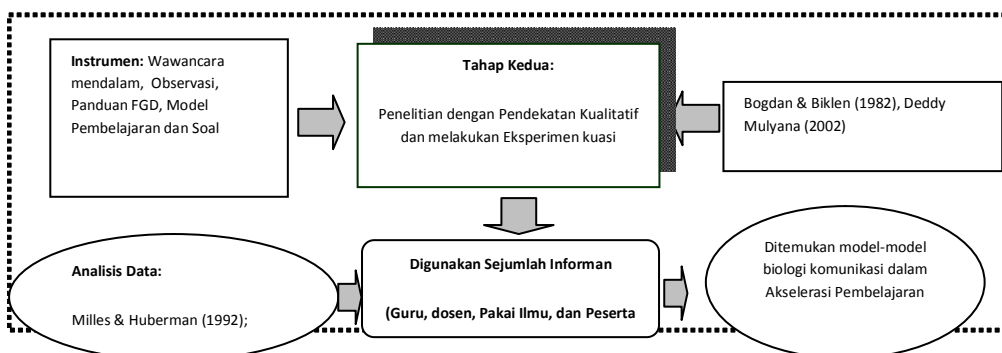 Instrumen: Wawancara
mendalam, Observasi,
Panduan FGD, Model
Pembelajaran dan Soal
Tahap Kedua:
Penelitian dengan Pendekatan Kualitatif
dan melakukan Eksperimen kuasi
Bogdan & Biklen (1982), Deddy
Mulyana (2002)
Analisis Data:
Milles & Huberman (1992);
Digunakan Sejumlah Informan
(Guru, dosen, Pakai Ilmu, dan Peserta
Ditemukan model-model
biologi komunikasi dalam
Akselerasi Pembelajaran